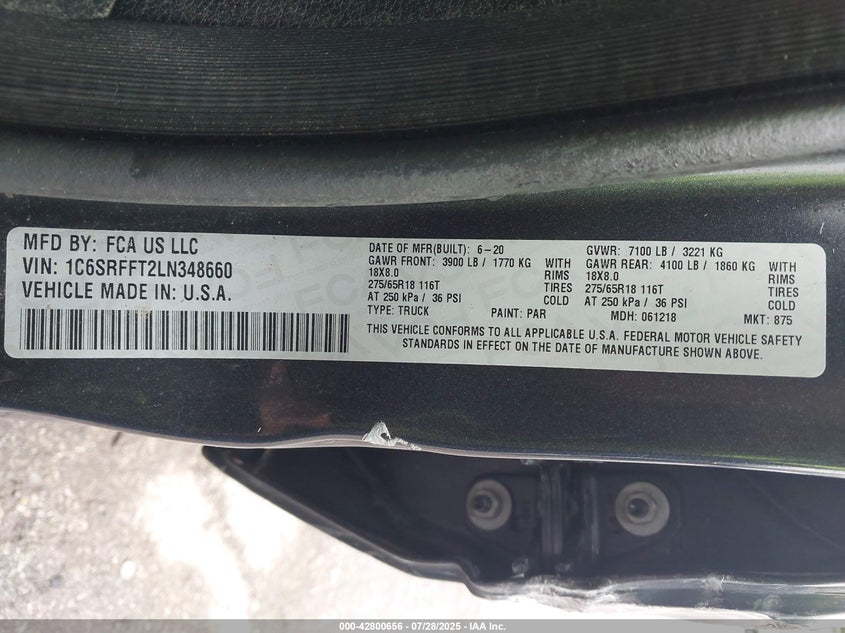 MFD BY: FCA US LLC
VIN: 1C6SRFFT2LN348660
VEHICLE MADE IN: U.S.A.
DATE OF MFR(BUILT): 6-20
GAWR FRONT: 3900 LB / 1770 KG WITH
18X8.0 RIMS
275/65R18 116T TIRES
AT 250 kPa / 36 PSI COLD
TYPE: TRUCK PAINT: PAR
GVWR: 7100 LB / 3221 KG
GAWR REAR: 4100 LB / 1860 KG WITH
18X8.0 RIMS
275/65R18 116T TIRES
AT 250 kPa / 36 PSI COLD
MDH: 061218 MKT: 875
THIS VEHICLE CONFORMS TO ALL APPLICABLE U.S.A. FEDERAL MOTOR VEHICLE SAFETY
STANDARDS IN EFFECT ON THE DATE OF MANUFACTURE SHOWN ABOVE.
000-42800656 - 07/28/2025 - IAA Inc.